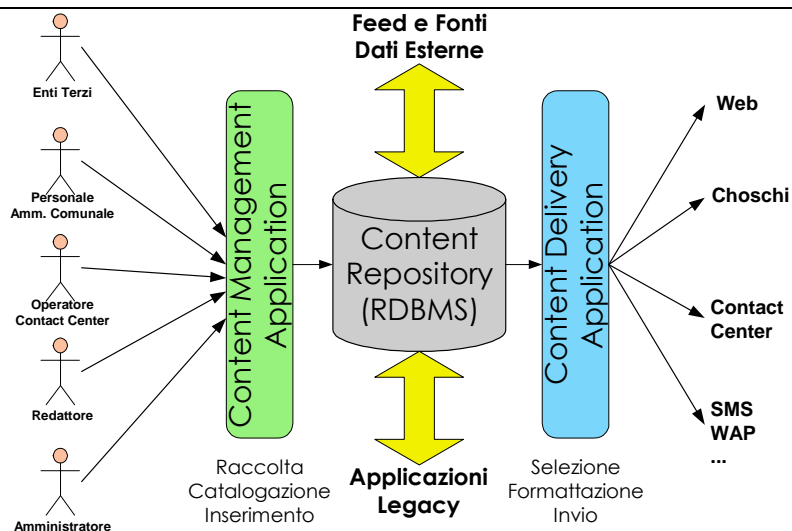 Feed e Fonti
Dati Esterne
Enti Terzi
Personale
Amm. Comunale
Operatore
Contact Center
Redattore
Amministratore
Content Management
Application
Raccolta
Catalogazione
Inserimento
Content
Repository
(RDBMS)
Applicazioni
Legacy
Content Delivery
Application
Selezione
Formattazione
Invio
Web
Choschi
Contact
Center
SMS
WAP
...